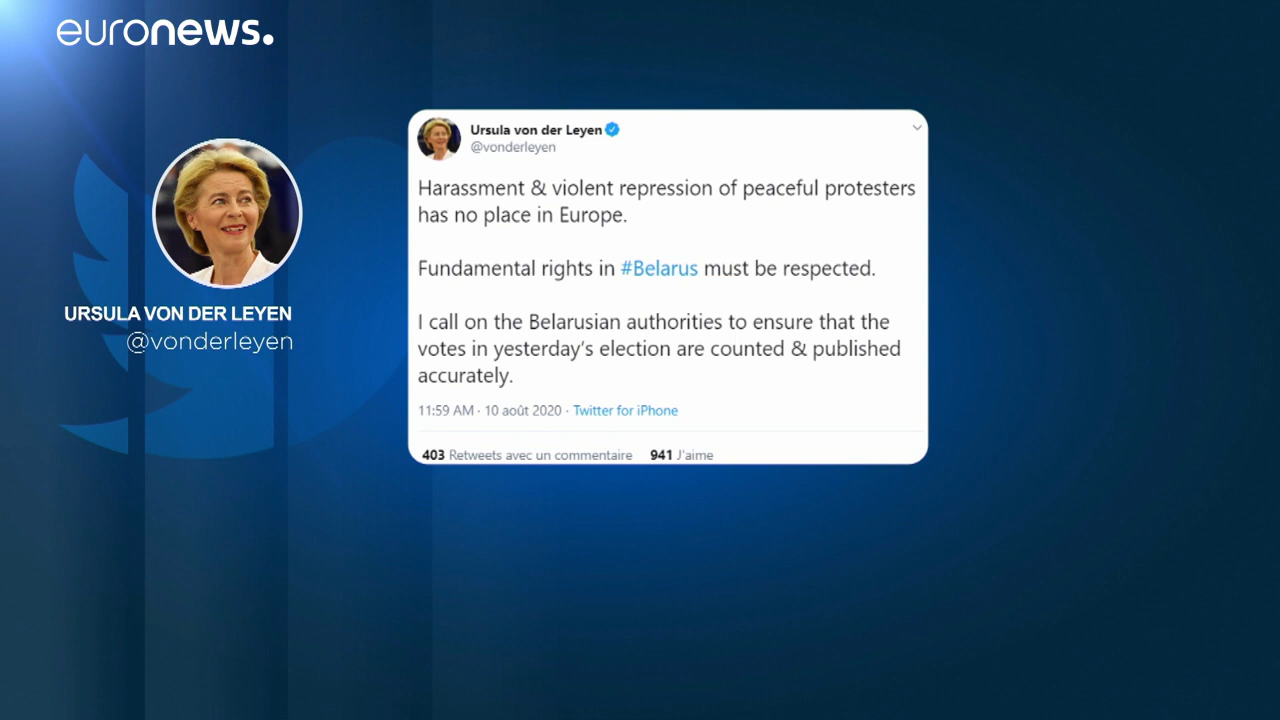 euronews.
URSULA VON DER LEYEN
@vonderleyen
Ursula von der Leyen
@vonderleyen
Harassment & violent repression of peaceful protesters
has no place in Europe.
Fundamental rights in #Belarus must be respected.
I call on the Belarusian authorities to ensure that the
votes in yesterday's election are counted & published
accurately.
11:59 AM · 10 août 2020 · Twitter for iPhone
403 Retweets avec un commentaire 941 J'aime